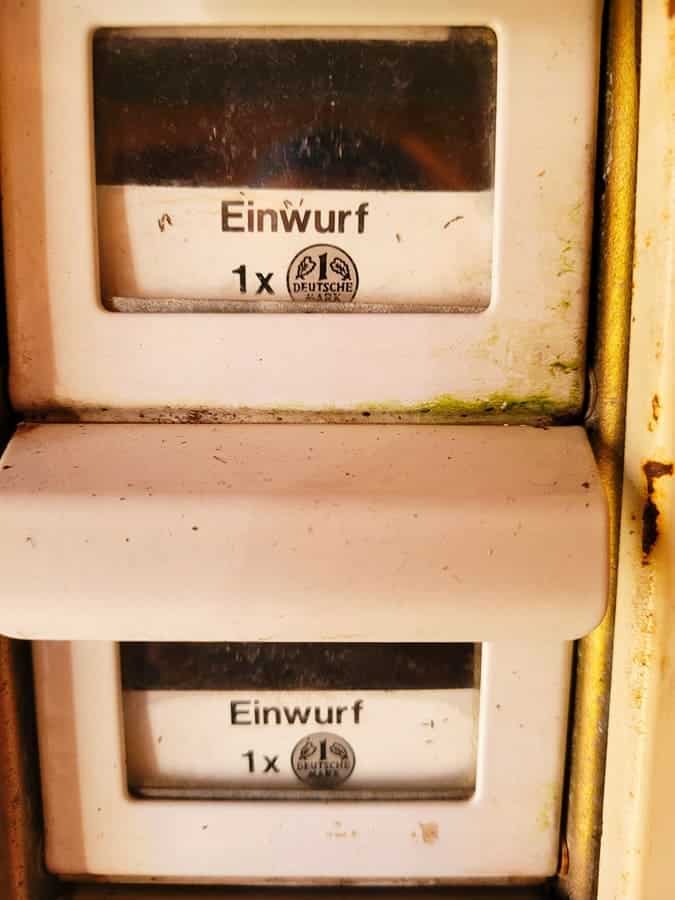 Einwurf
1x
1
DEUTSCHE
MARK
Einwurf
1x
1
DEUTSCHE
MARK